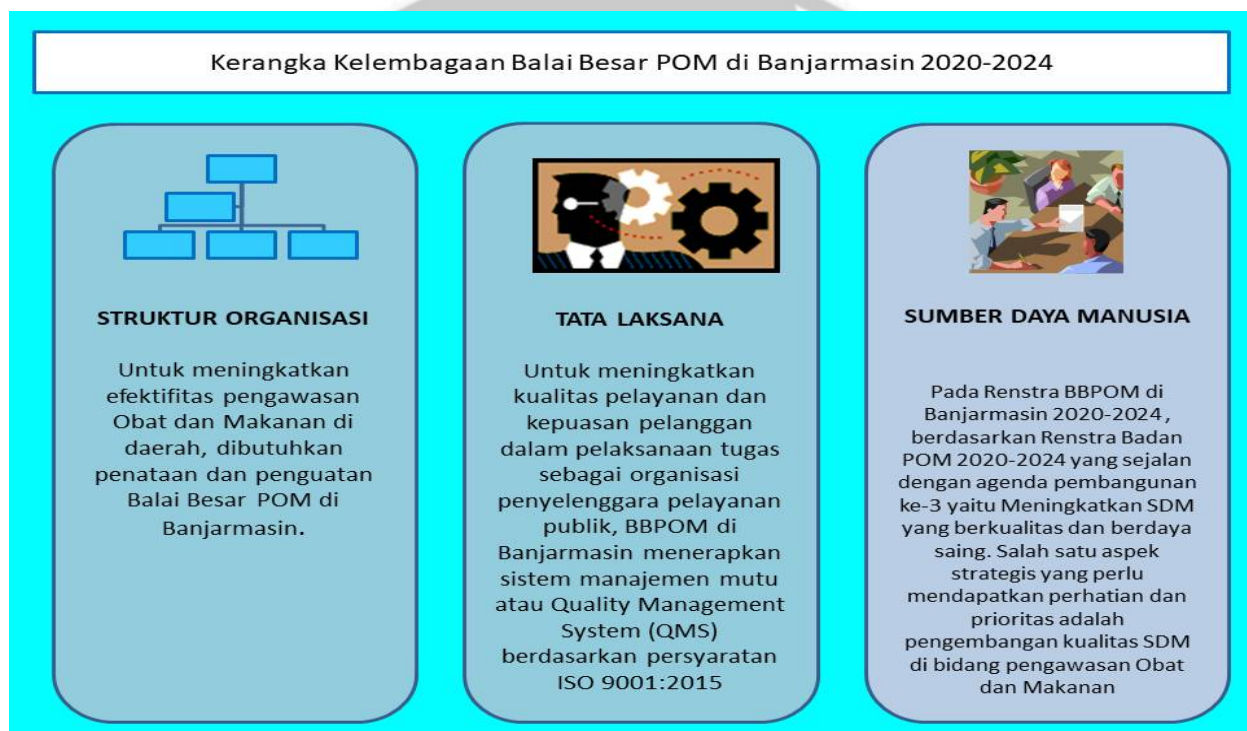 Kerangka Kelembagaan Balai Besar POM di Banjarmasin 2020-2024
STRUKTUR ORGANISASI
Untuk meningkatkan
efektifitas pengawasan
Obat dan Makanan di
daerah, dibutuhkan
penataan dan penguatan
Balai Besar POM di
Banjarmasin.
TATA LAKSANA
Untuk meningkatkan
kualitas pelayanan dan
kepuasan pelanggan
dalam pelaksanaan tugas
sebagai organisasi
penyelenggara pelayanan
publik, BBPOM di
Banjarmasin menerapkan
sistem manajemen mutu
atau Quality Management
System (QMS)
berdasarkan persyaratan
ISO 9001:2015
SUMBER DAYA MANUSIA
Pada Renstra BBPOM di
Banjarmasin 2020-2024 ,
berdasarkan Renstra Badan
POM 2020-2024 yang sejalan
dengan agenda pembangunan
ke-3 yaitu Meningkatkan SDM
yang berkualitas dan berdaya
saing. Salah satu aspek
strategis yang perlu
mendapatkan perhatian dan
prioritas adalah
pengembangan kualitas SDM
di bidang pengawasan Obat
dan Makanan